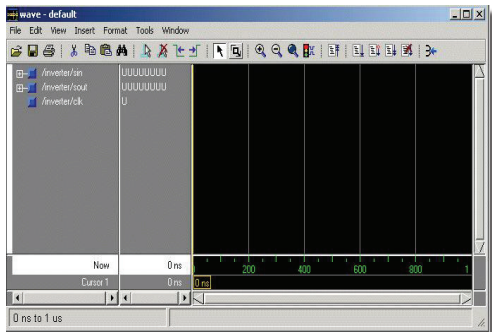 wave - default
File Edit View Insert Format Tools Window
/inverter/sin UUUUUUUU
/inverter/sout UUUUUUUU
/inverter/clk U
Now 0 ns
200 400 600 800 1
Cursor 1 0 ns 0 ns
0 ns to 1 us